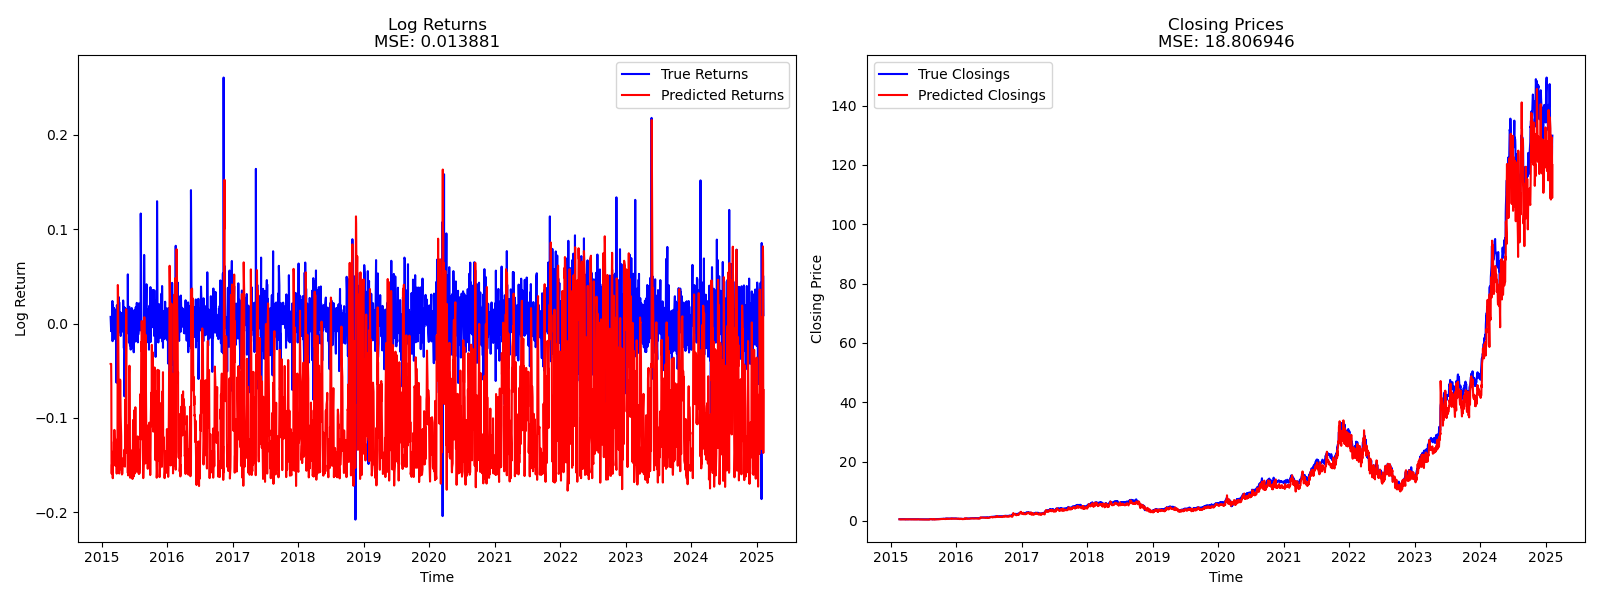 Log Returns
MSE: 0.013881
True Returns
Predicted Returns
0.2
0.1
0.0
−0.1
−0.2
Log Return
2015 2016 2017 2018 2019 2020 2021 2022 2023 2024 2025
Time
Closing Prices
MSE: 18.806946
True Closings
Predicted Closings
140
120
100
80
60
40
20
0
Closing Price
2015 2016 2017 2018 2019 2020 2021 2022 2023 2024 2025
Time